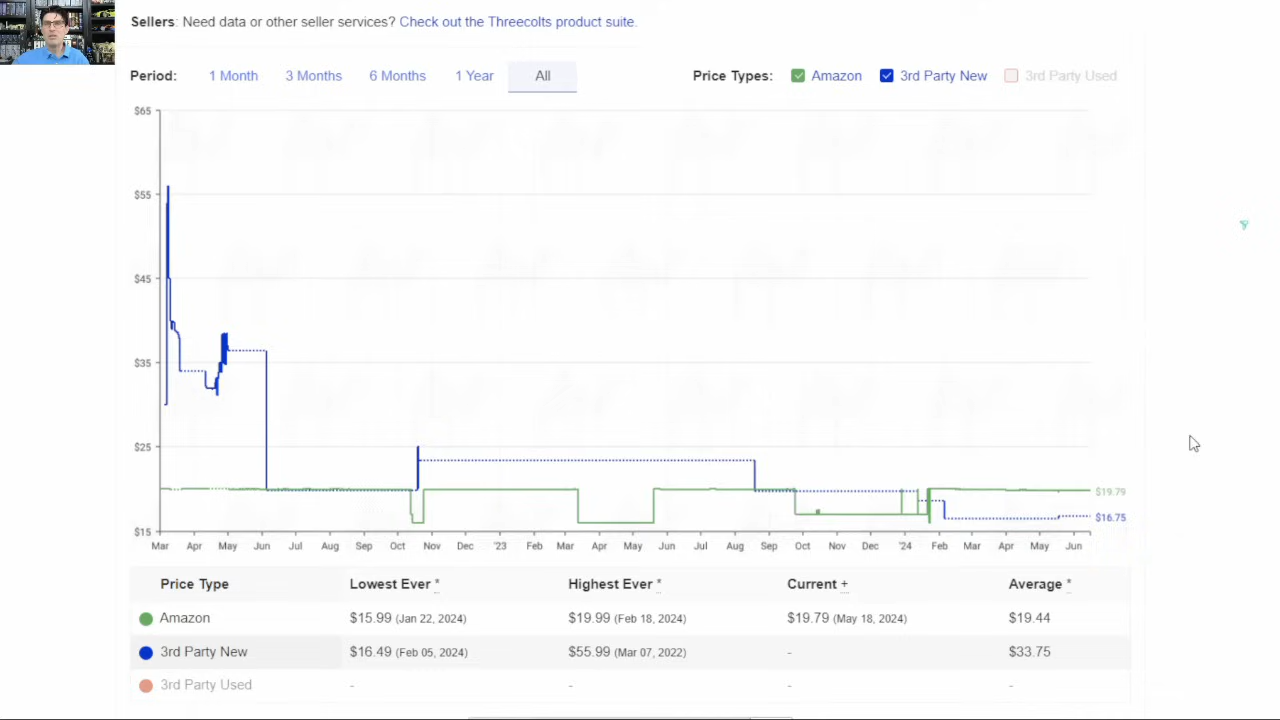 Sellers: Need data or other seller services? Check out the Threecolts product suite.
Period: 1 Month 3 Months 6 Months 1 Year All Price Types: Amazon 3rd Party New 3rd Party Used
$65
$55
$45
$35
$25
$19.79
$16.75
$15
Mar Apr May Jun Jul Aug Sep Oct Nov Dec '23 Feb Mar Apr May Jun Jul Aug Sep Oct Nov Dec '24 Feb Mar Apr May Jun
Price Type Lowest Ever * Highest Ever * Current + Average *
Amazon $15.99 (Jan 22, 2024) $19.99 (Feb 18, 2024) $19.79 (May 18, 2024) $19.44
3rd Party New $16.49 (Feb 05, 2024) $55.99 (Mar 07, 2022) - $33.75
3rd Party Used - - - -